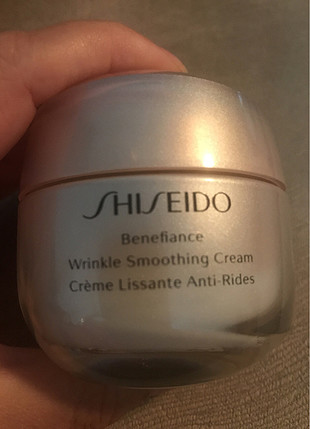 SHISEIDO
Benefiance
Wrinkle Smoothing Cream
Crème Lissante Anti-Rides